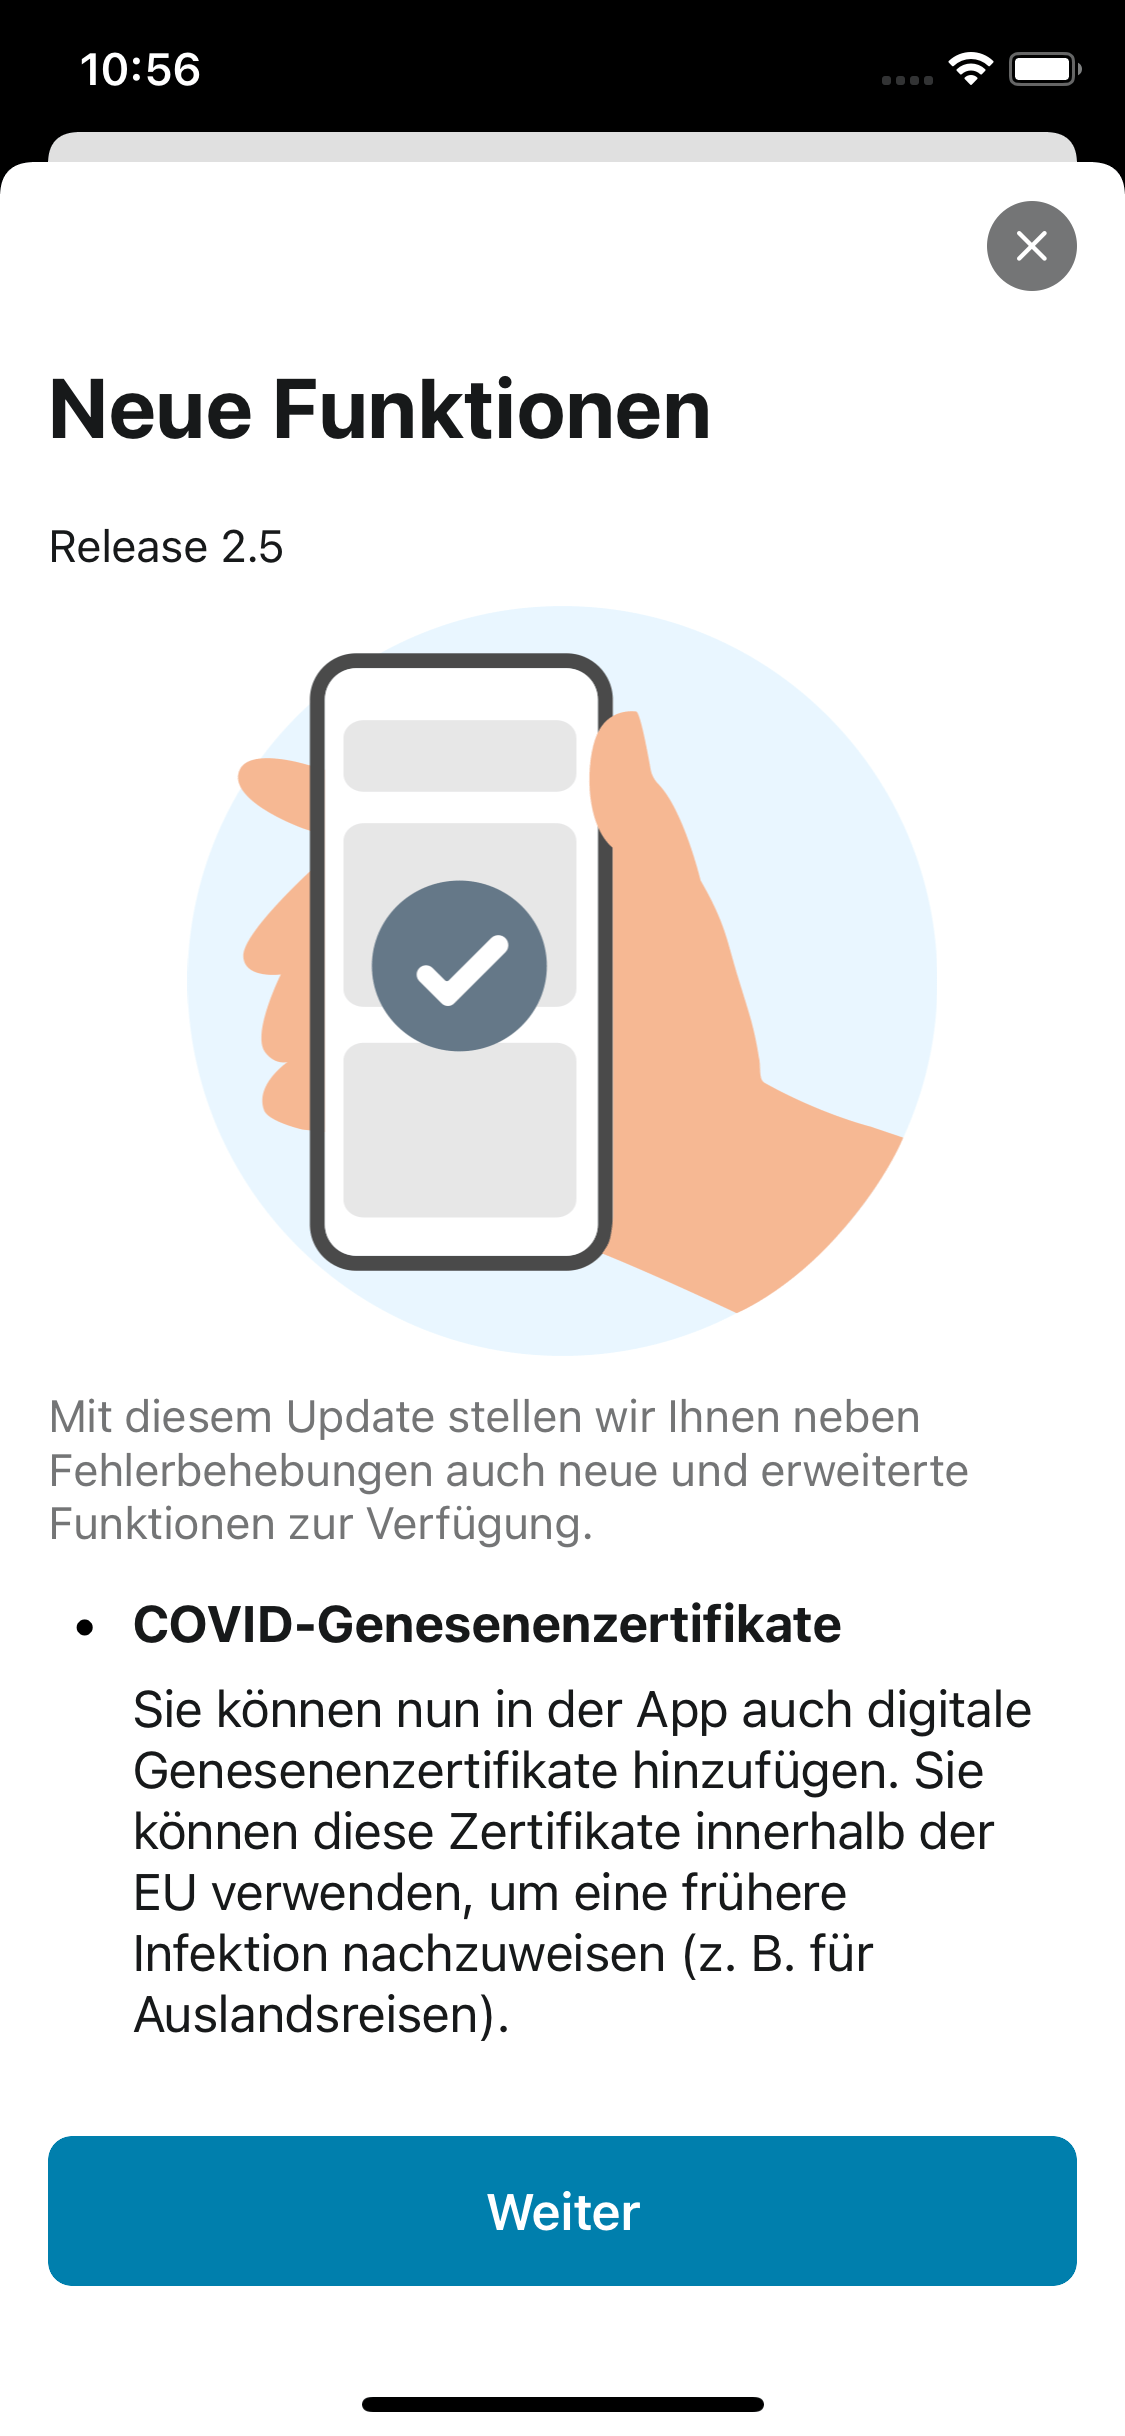 10:56
Neue Funktionen
Release 2.5
Mit diesem Update stellen wir Ihnen neben
Fehlerbehebungen auch neue und erweiterte
Funktionen zur Verfügung.
• COVID-Genesenenzertifikate
Sie können nun in der App auch digitale
Genesenenzertifikate hinzufügen. Sie
können diese Zertifikate innerhalb der
EU verwenden, um eine frühere
Infektion nachzuweisen (z. B. für
Auslandsreisen).
Weiter